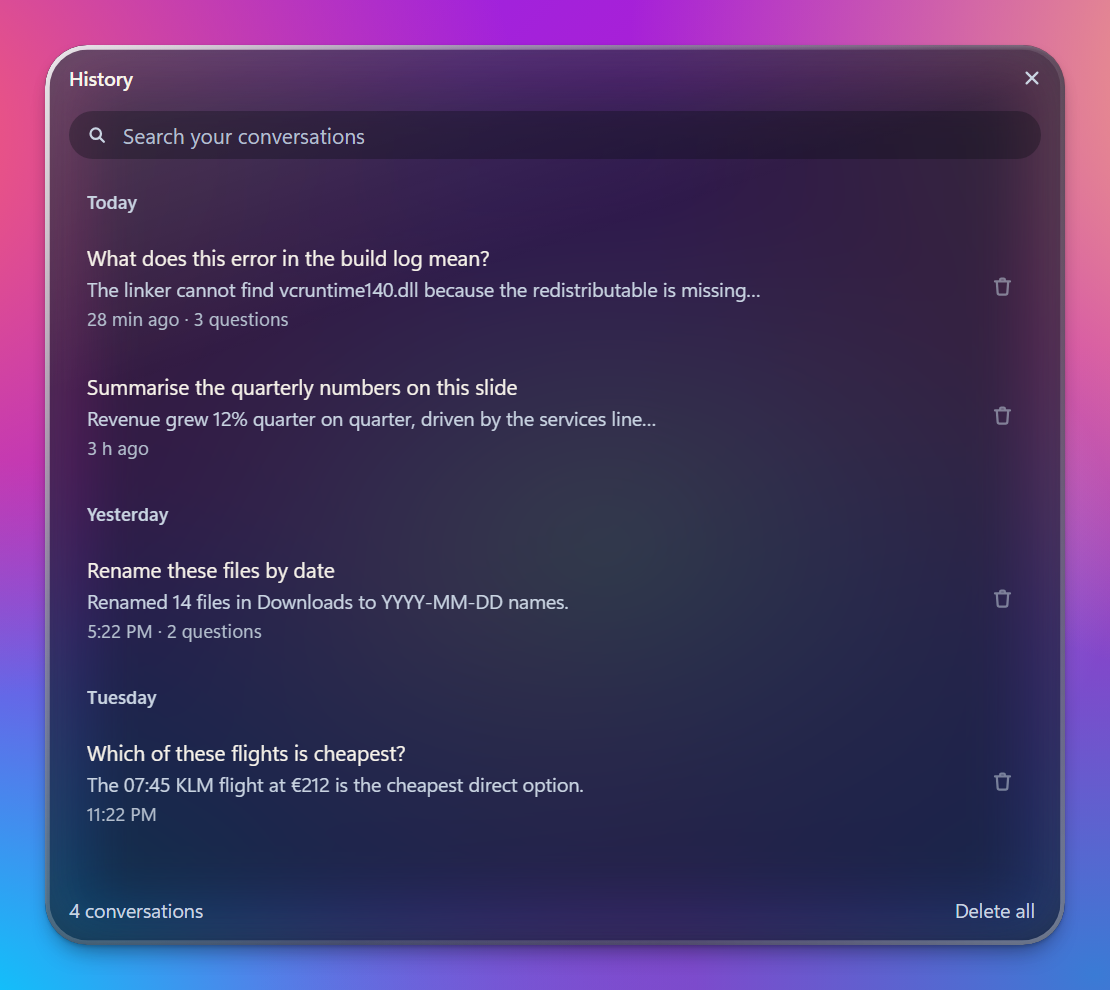 History
Search your conversations
Today
What does this error in the build log mean?
The linker cannot find vcruntime140.dll because the redistributable is missing...
28 min ago · 3 questions
Summarise the quarterly numbers on this slide
Revenue grew 12% quarter on quarter, driven by the services line...
3 h ago
Yesterday
Rename these files by date
Renamed 14 files in Downloads to YYYY-MM-DD names.
5:22 PM · 2 questions
Tuesday
Which of these flights is cheapest?
The 07:45 KLM flight at €212 is the cheapest direct option.
11:22 PM
4 conversations
Delete all